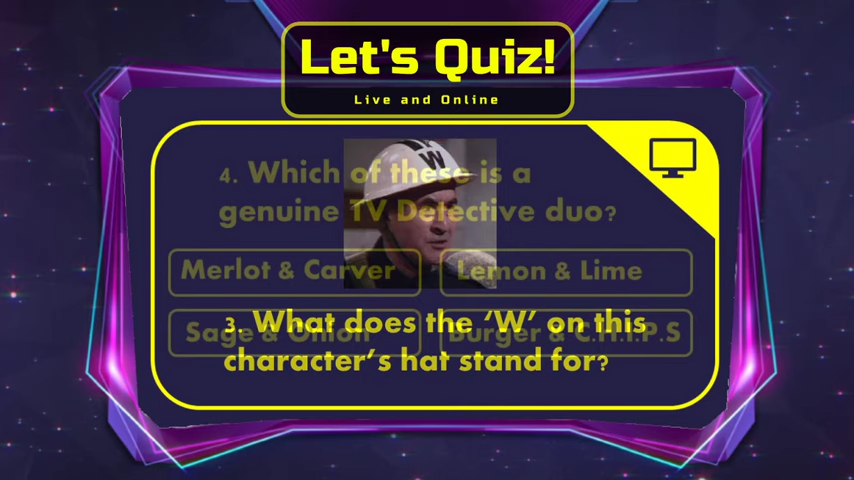 Let's Quiz!
Live and Online
W
4. Which of these is a
genuine TV Detective duo?
Merlot & Carver
Lemon & Lime
Sage & Onion
Burger & C.H.I.P.S
3. What does the ‘W’ on this
character’s hat stand for?